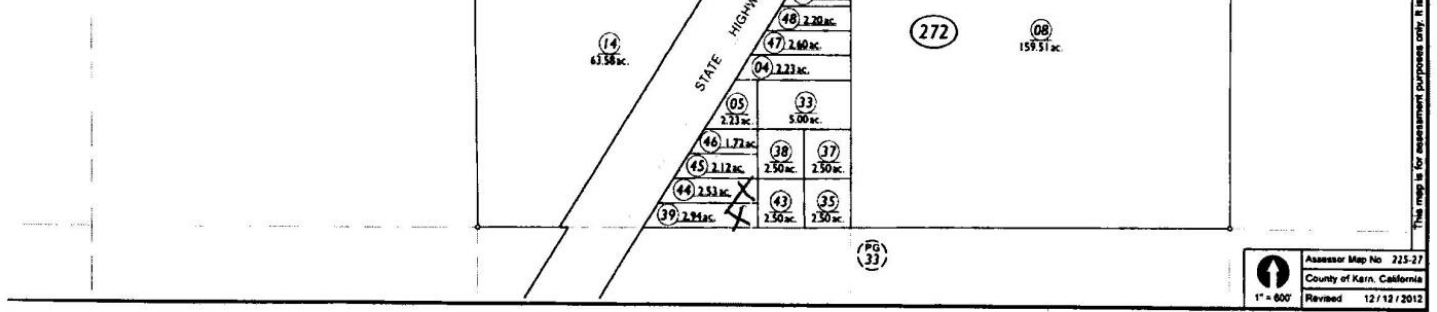 48 2.20ac.
272
08
159.51ac.
14
63.58ac.
STATE HIGHW
47 2.60ac.
04 2.23ac.
05
2.23ac.
33
5.00ac.
46 1.72ac
38
2.50ac.
37
2.50ac.
45 2.12ac.
44 2.53ac. X
43
2.50ac.
35
2.50ac.
39 2.94ac. X
PG
33
This map is for assessment purposes only. It is
1" = 600'
Assessor Map No 225-27
County of Kern, California
Revised 12/12/2012